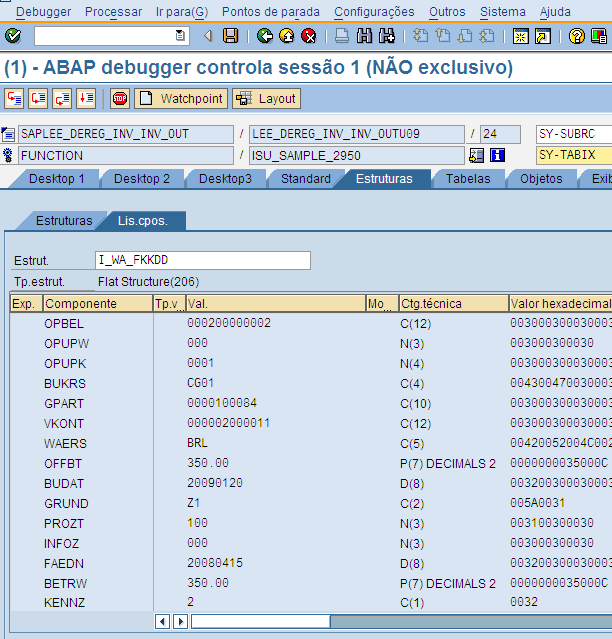 Depurar Processar Ir para(G) Pontos de parada Configurações Outros Sistema Ajuda
(1) - ABAP debugger controla sessão 1 (NÃO exclusivo)
STOP Watchpoint Layout
SAPLEE_DEREG_INV_INV_OUT / LEE_DEREG_INV_INV_OUTU09 / 24 SY-SUBRC
FUNCTION / ISU_SAMPLE_2950 SY-TABIX
Desktop 1 Desktop 2 Desktop3 Standard Estruturas Tabelas Objetos Exib
Estruturas Lis.cpos.
Estrut. I_WA_FKKDD
Tp.estrut. Flat Structure(206)
Exp. Componente Tp.v... Val. Mo... Ctg.técnica Valor hexadecimal
OPBEL 000200000002 C(12) 003000300030003
OPUPW 000 N(3) 003000300030
OPUPK 0001 N(4) 003000300030003
BUKRS CG01 C(4) 004300470030003
GPART 0000100084 C(10) 003000300030003
VKONT 000002000011 C(12) 003000300030003
WAERS BRL C(5) 00420052004C002
OFFBT 350.00 P(7) DECIMALS 2 0000000035000C
BUDAT 20090120 D(8) 003200300030003
GRUND Z1 C(2) 005A0031
PROZT 100 N(3) 003100300030
INFOZ 000 N(3) 003000300030
FAEDN 20080415 D(8) 003200300030003
BETRW 350.00 P(7) DECIMALS 2 0000000035000C
KENNZ 2 C(1) 0032